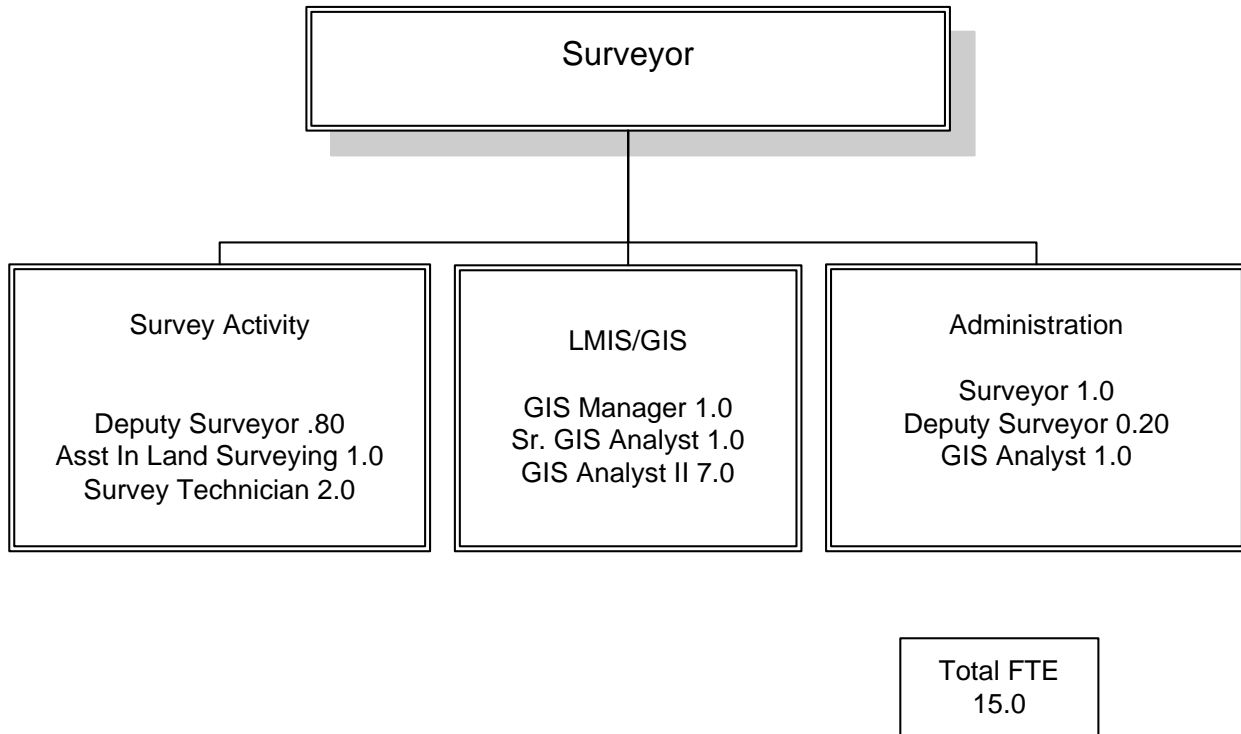 Surveyor
Survey Activity
Deputy Surveyor .80
Asst In Land Surveying 1.0
Survey Technician 2.0
LMIS/GIS
GIS Manager 1.0
Sr. GIS Analyst 1.0
GIS Analyst II 7.0
Administration
Surveyor 1.0
Deputy Surveyor 0.20
GIS Analyst 1.0
Total FTE
15.0